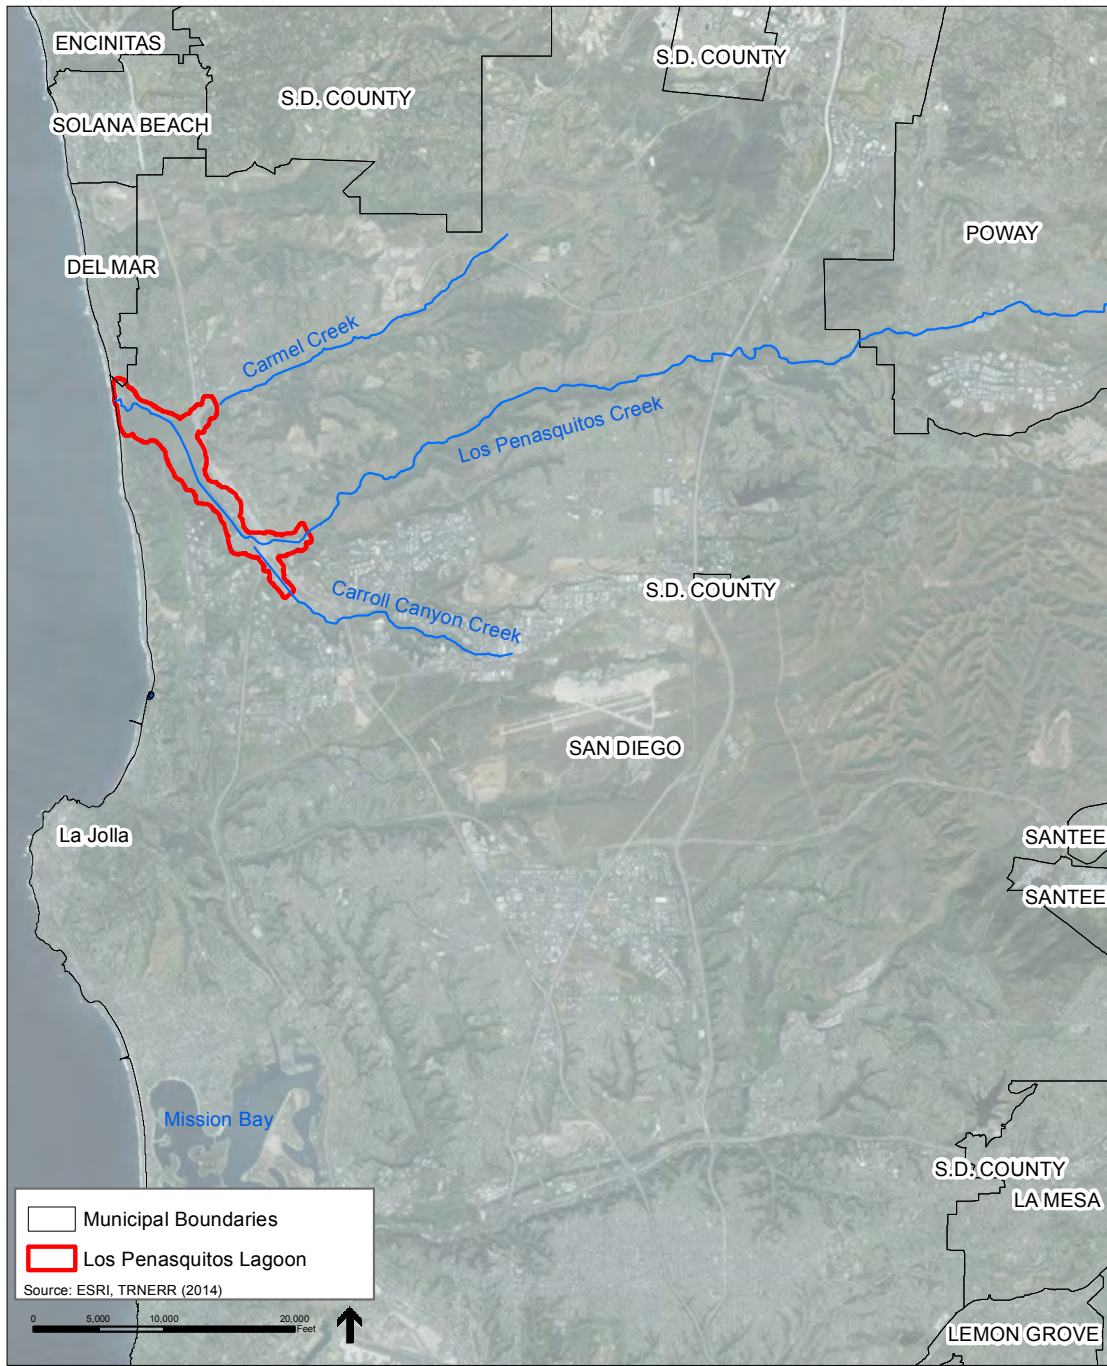 ENCINITAS
S.D. COUNTY
S.D. COUNTY
SOLANA BEACH
POWAY
DEL MAR
Carmel Creek
Los Penasquitos Creek
Carroll Canyon Creek
S.D. COUNTY
SAN DIEGO
La Jolla
SANTEE
SANTEE
Mission Bay
S.D. COUNTY
LA MESA
LEMON GROVE
Municipal Boundaries
Los Penasquitos Lagoon
Source: ESRI, TRNERR (2014)
0 5,000 10,000 20,000
Feet